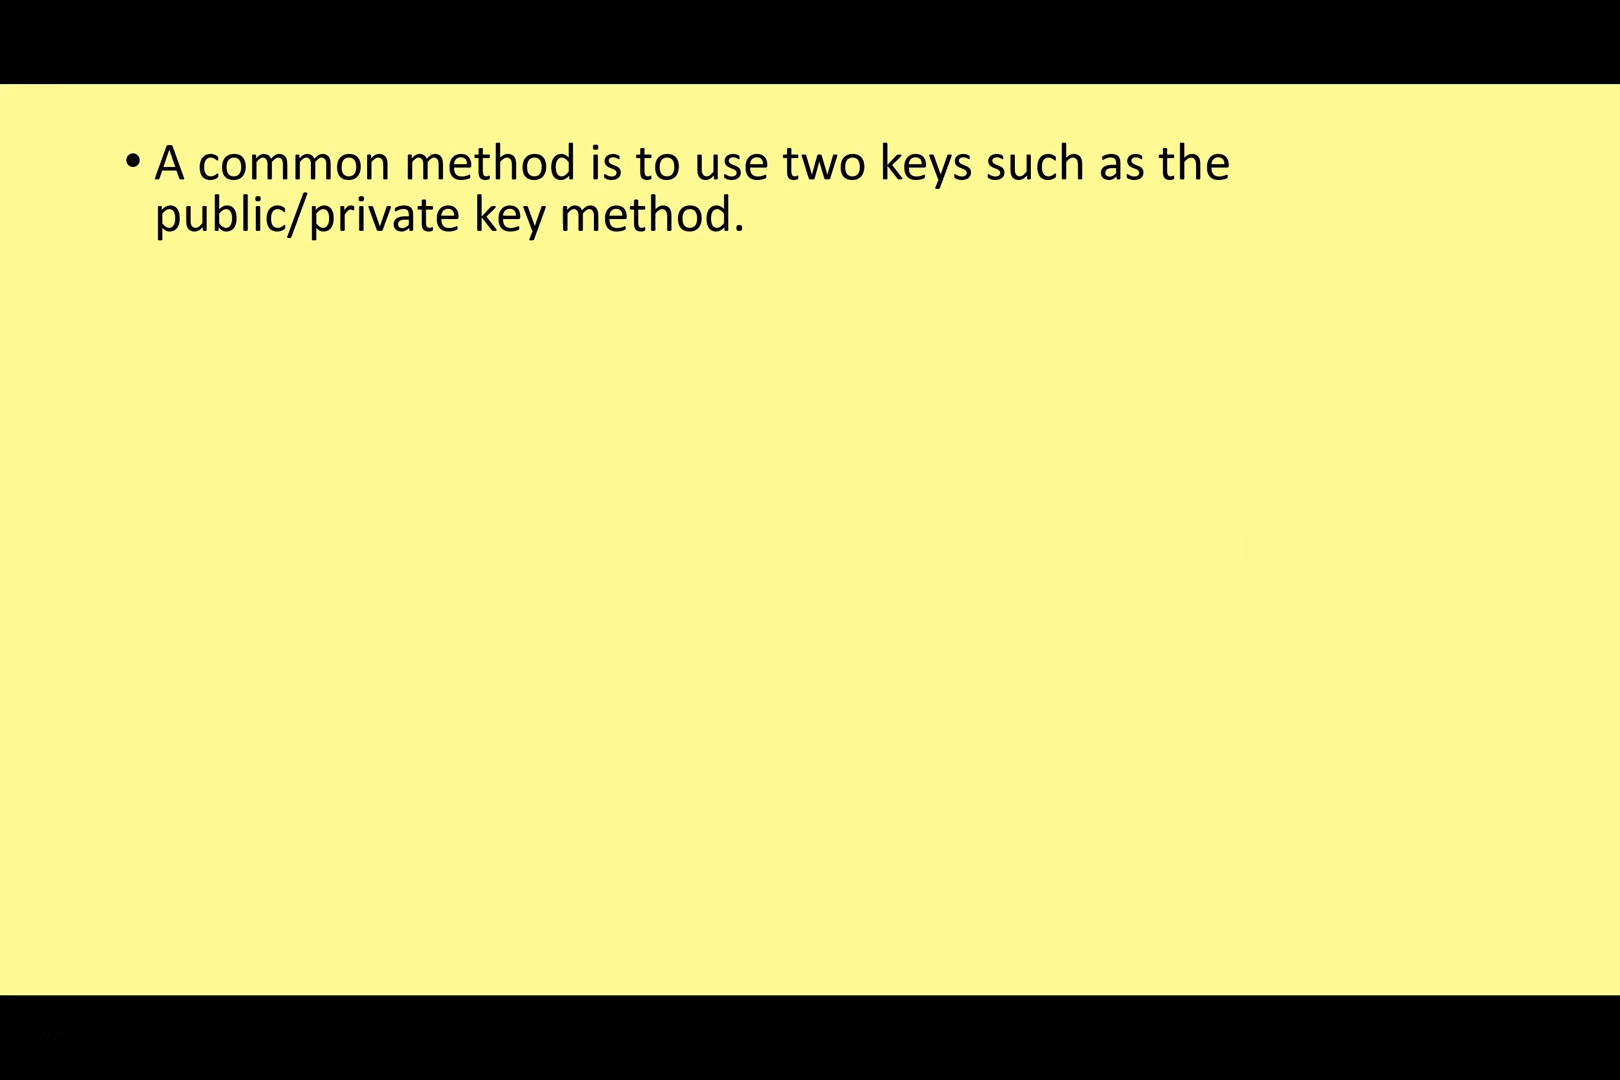 • A common method is to use two keys such as the
public/private key method.